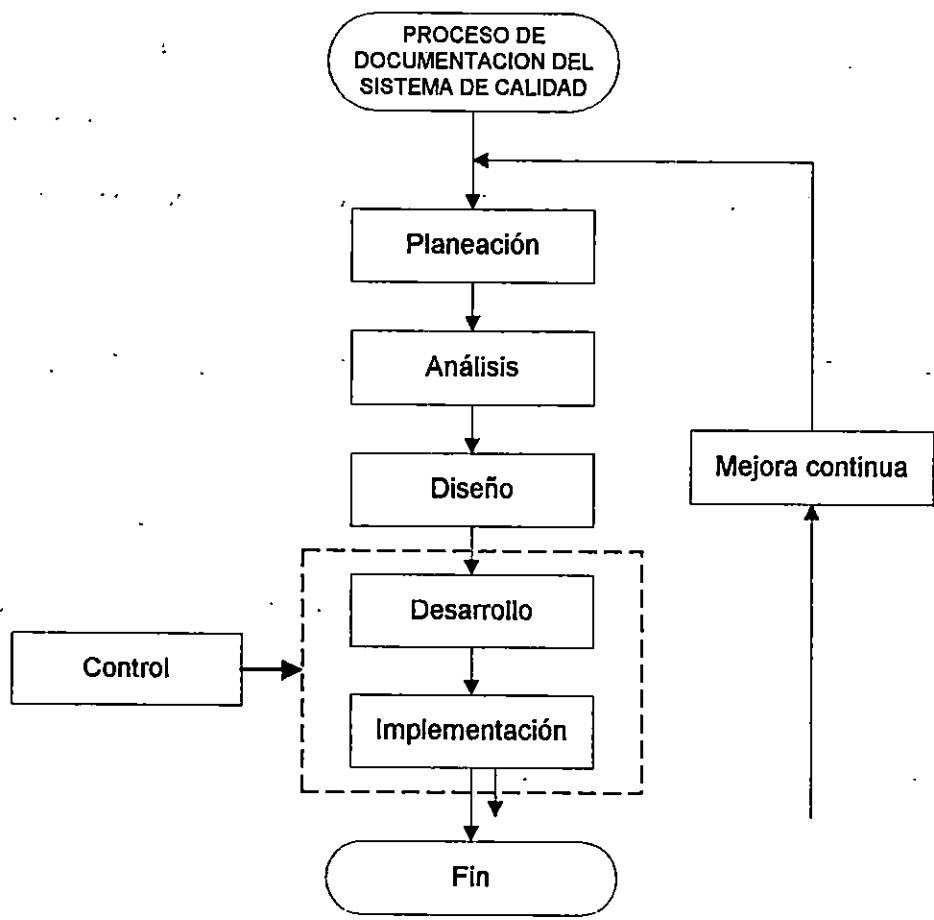 PROCESO DE
DOCUMENTACION DEL
SISTEMA DE CALIDAD
Planeación
Análisis
Mejora continua
Diseño
Desarrollo
Control
Implementación
Fin